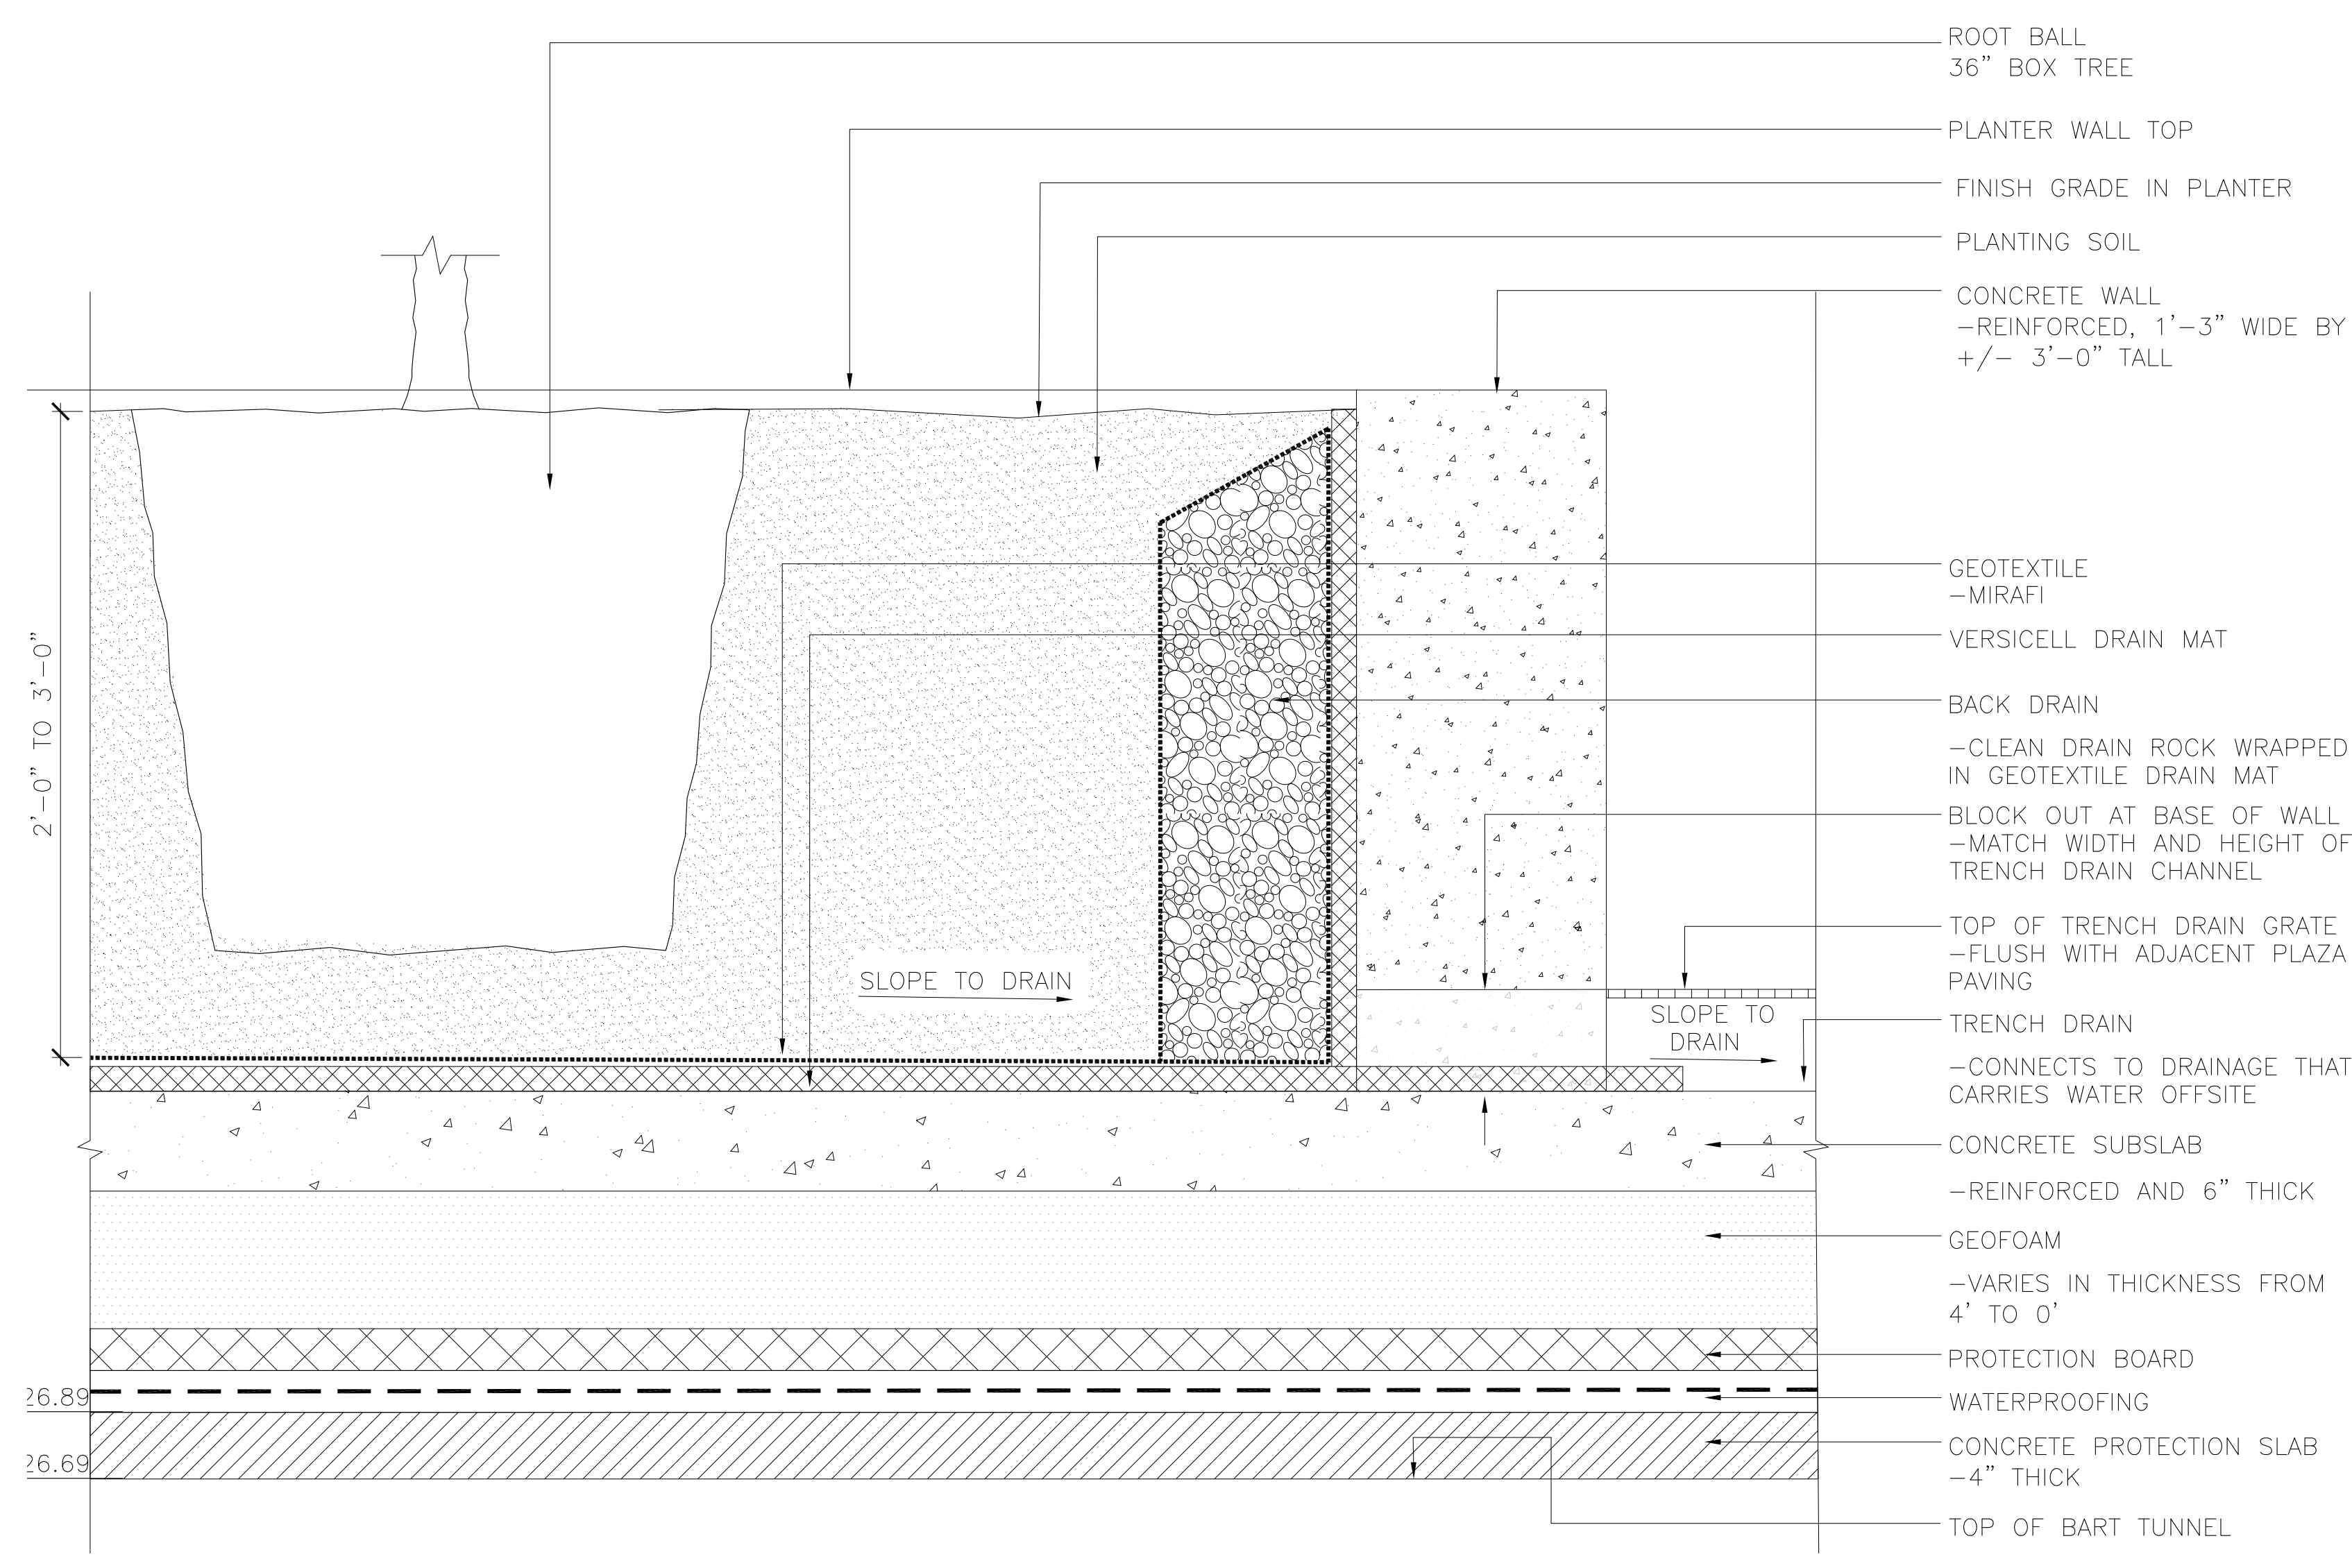 ROOT BALL
36” BOX TREE
PLANTER WALL TOP
FINISH GRADE IN PLANTER
PLANTING SOIL
CONCRETE WALL
-REINFORCED, 1’-3” WIDE BY
+/- 3’-0” TALL
GEOTEXTILE
-MIRAFI
VERSICELL DRAIN MAT
BACK DRAIN
-CLEAN DRAIN ROCK WRAPPED
IN GEOTEXTILE DRAIN MAT
BLOCK OUT AT BASE OF WALL
-MATCH WIDTH AND HEIGHT OF
TRENCH DRAIN CHANNEL
TOP OF TRENCH DRAIN GRATE
-FLUSH WITH ADJACENT PLAZA
PAVING
TRENCH DRAIN
-CONNECTS TO DRAINAGE THAT
CARRIES WATER OFFSITE
CONCRETE SUBSLAB
-REINFORCED AND 6” THICK
GEOFOAM
-VARIES IN THICKNESS FROM
4’ TO 0’
PROTECTION BOARD
WATERPROOFING
CONCRETE PROTECTION SLAB
-4” THICK
TOP OF BART TUNNEL
2’-0” TO 3’-0”
SLOPE TO DRAIN
SLOPE TO
DRAIN
26.89
26.69